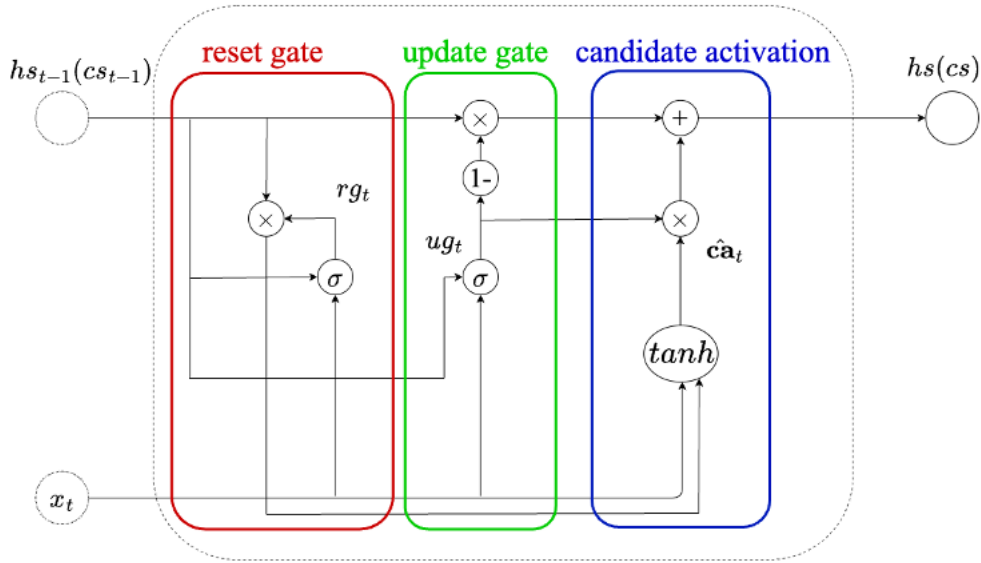 reset gate
update gate
candidate activation
hs_{t-1}(cs_{t-1})
hs(cs)
×
+
1-
rg_t
×
×
ug_t
ĉa_t
σ
σ
tanh
x_t